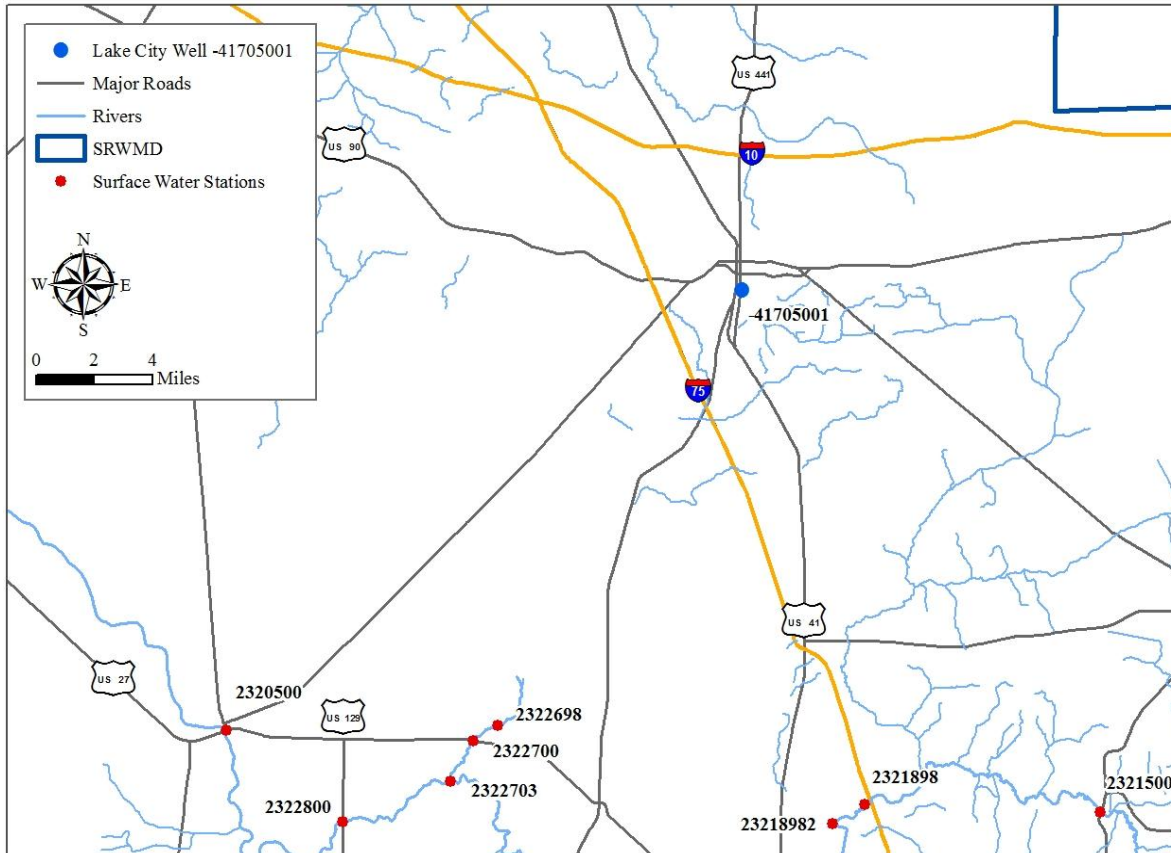 Lake City Well -41705001
Major Roads
Rivers
SRWMD
Surface Water Stations
N
W E
S
0 2 4
Miles
US 441
US 90
10
-41705001
75
US 41
US 27
2320500
US 129
2322698
2322700
2322703
2322800
2321898
23218982
2321500